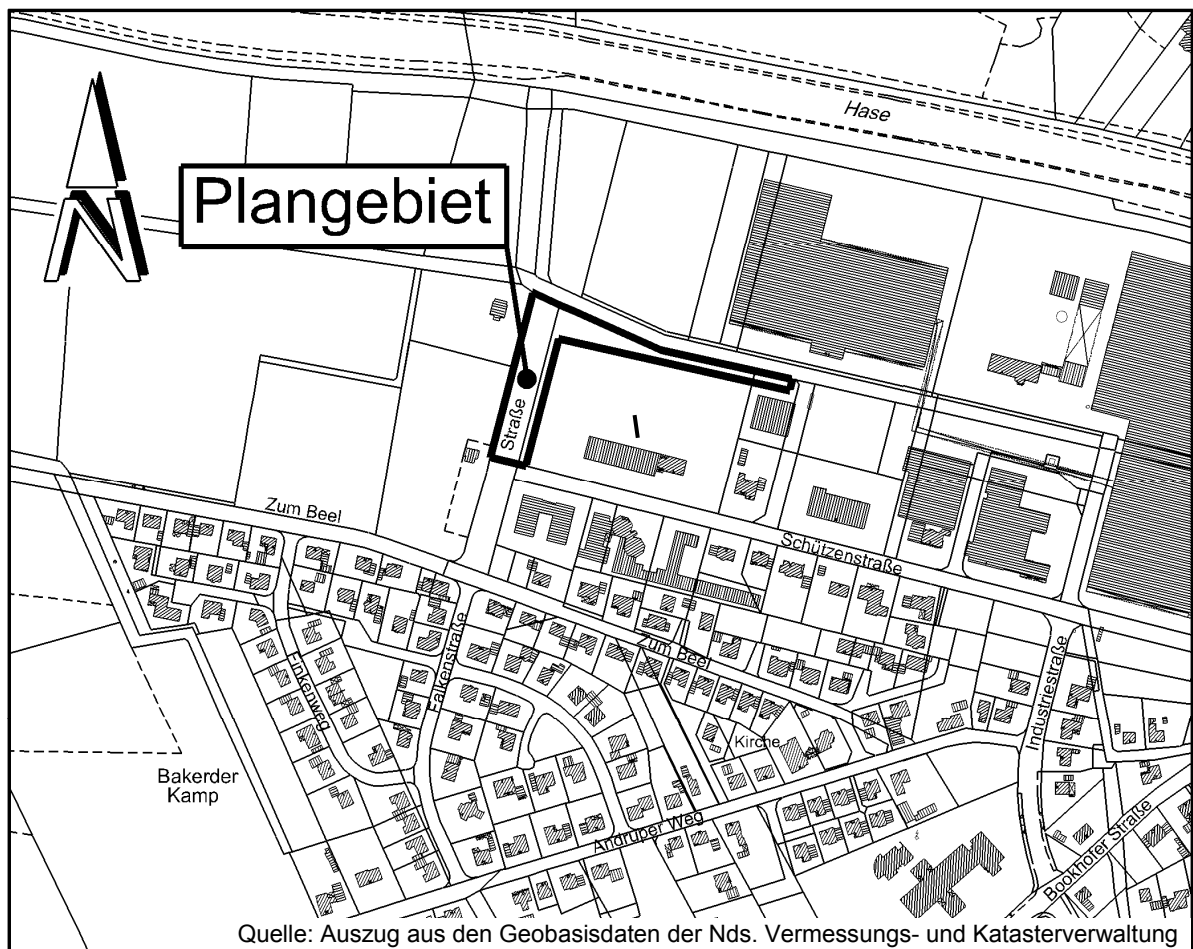 Hase
N
Plangebiet
Straße
Zum Beel
Schützenstraße
Falkenstraße
Zum Beel
Finkenweg
Industriestraße
Kirche
Bakerder
Kamp
Andruper Weg
Bookhofer Straße
Quelle: Auszug aus den Geobasisdaten der Nds. Vermessungs- und Katasterverwaltung